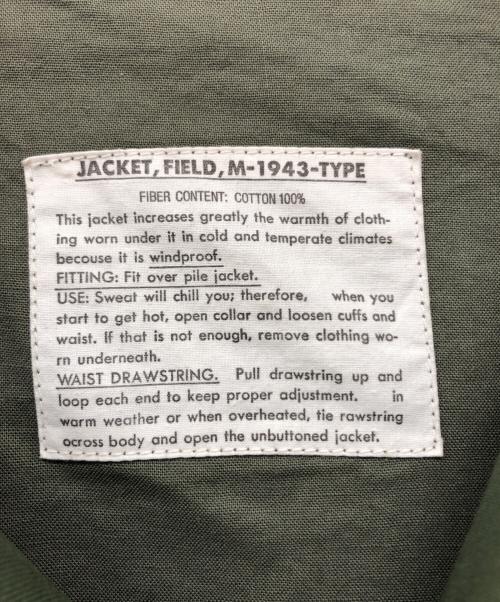 JACKET, FIELD, M-1943-TYPE
FIBER CONTENT: COTTON 100%
This jacket increases greatly the warmth of cloth-
ing worn under it in cold and temperate climates
becouse it is windproof.
FITTING: Fit over pile jacket.
USE: Sweat will chill you; therefore, when you
start to get hot, open collar and loosen cuffs and
waist. If that is not enough, remove clothing wo-
rn underneath.
WAIST DRAWSTRING. Pull drawstring up and
loop each end to keep proper adjustment. in
warm weather or when overheated, tie rawstring
ocross body and open the unbuttoned jacket.